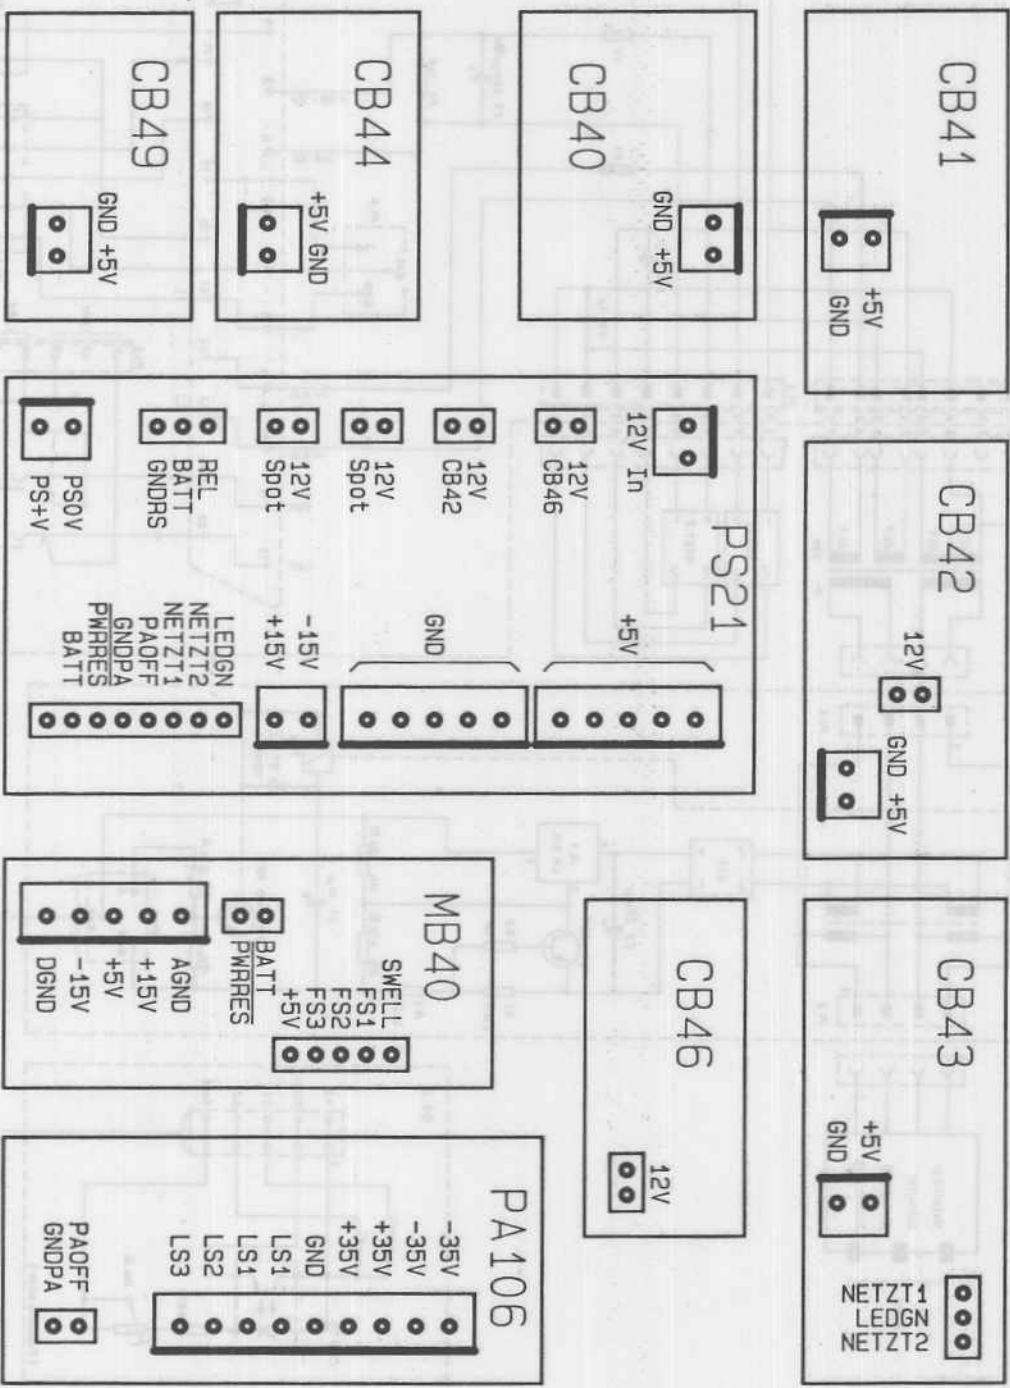 CB49
GND +5V
CB44
+5V GND
CB40
GND +5V
CB41
+5V
GND
PS21
PS0V
PS+V
REL
BATT
GNDRS
12V
Spot
12V
Spot
12V
CB42
12V
CB46
12V In
LEDGN
NETZT2
NETZT1
PAOFF
GNDPA
PWRRES
BATT
-15V
+15V
GND
+5V
CB42
12V
GND +5V
MB40
AGND
+15V
+5V
-15V
DGND
BATT
PWRRES
SWELL
FS1
FS2
FS3
+5V
CB46
12V
CB43
+5V
GND
NETZT1
LEDGN
NETZT2
PA106
PAOFF
GNDPA
-35V
-35V
+35V
+35V
GND
LS1
LS1
LS2
LS3